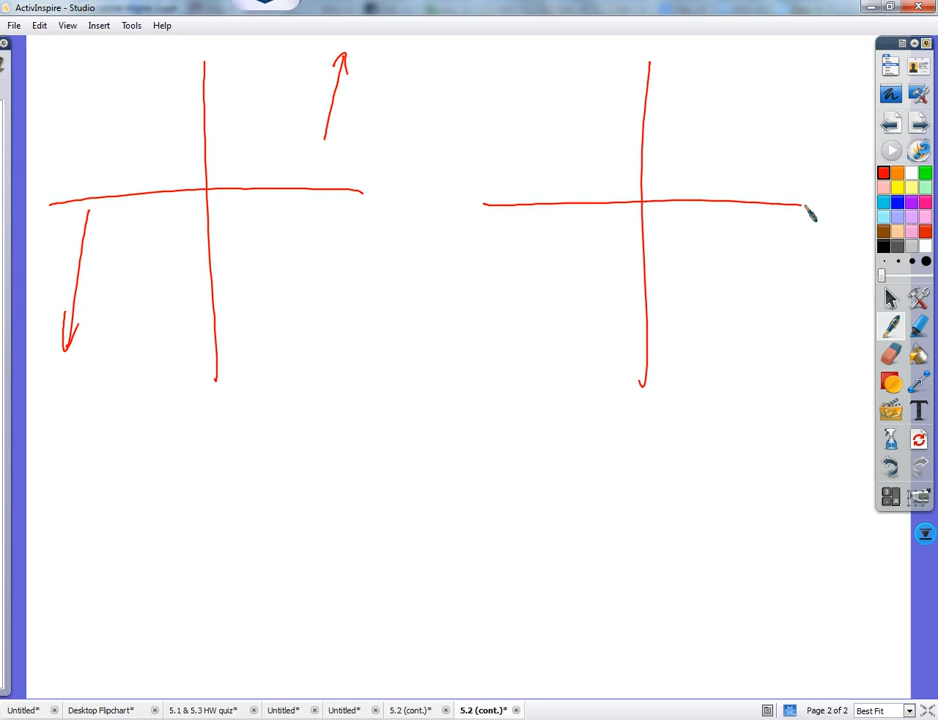 ActivInspire - Studio
File Edit View Insert Tools Help
Untitled* Desktop Flipchart* 5.1 & 5.3 HW quiz* Untitled* Untitled* 5.2 (cont.)* 5.2 (cont.)* Page 2 of 2 Best Fit